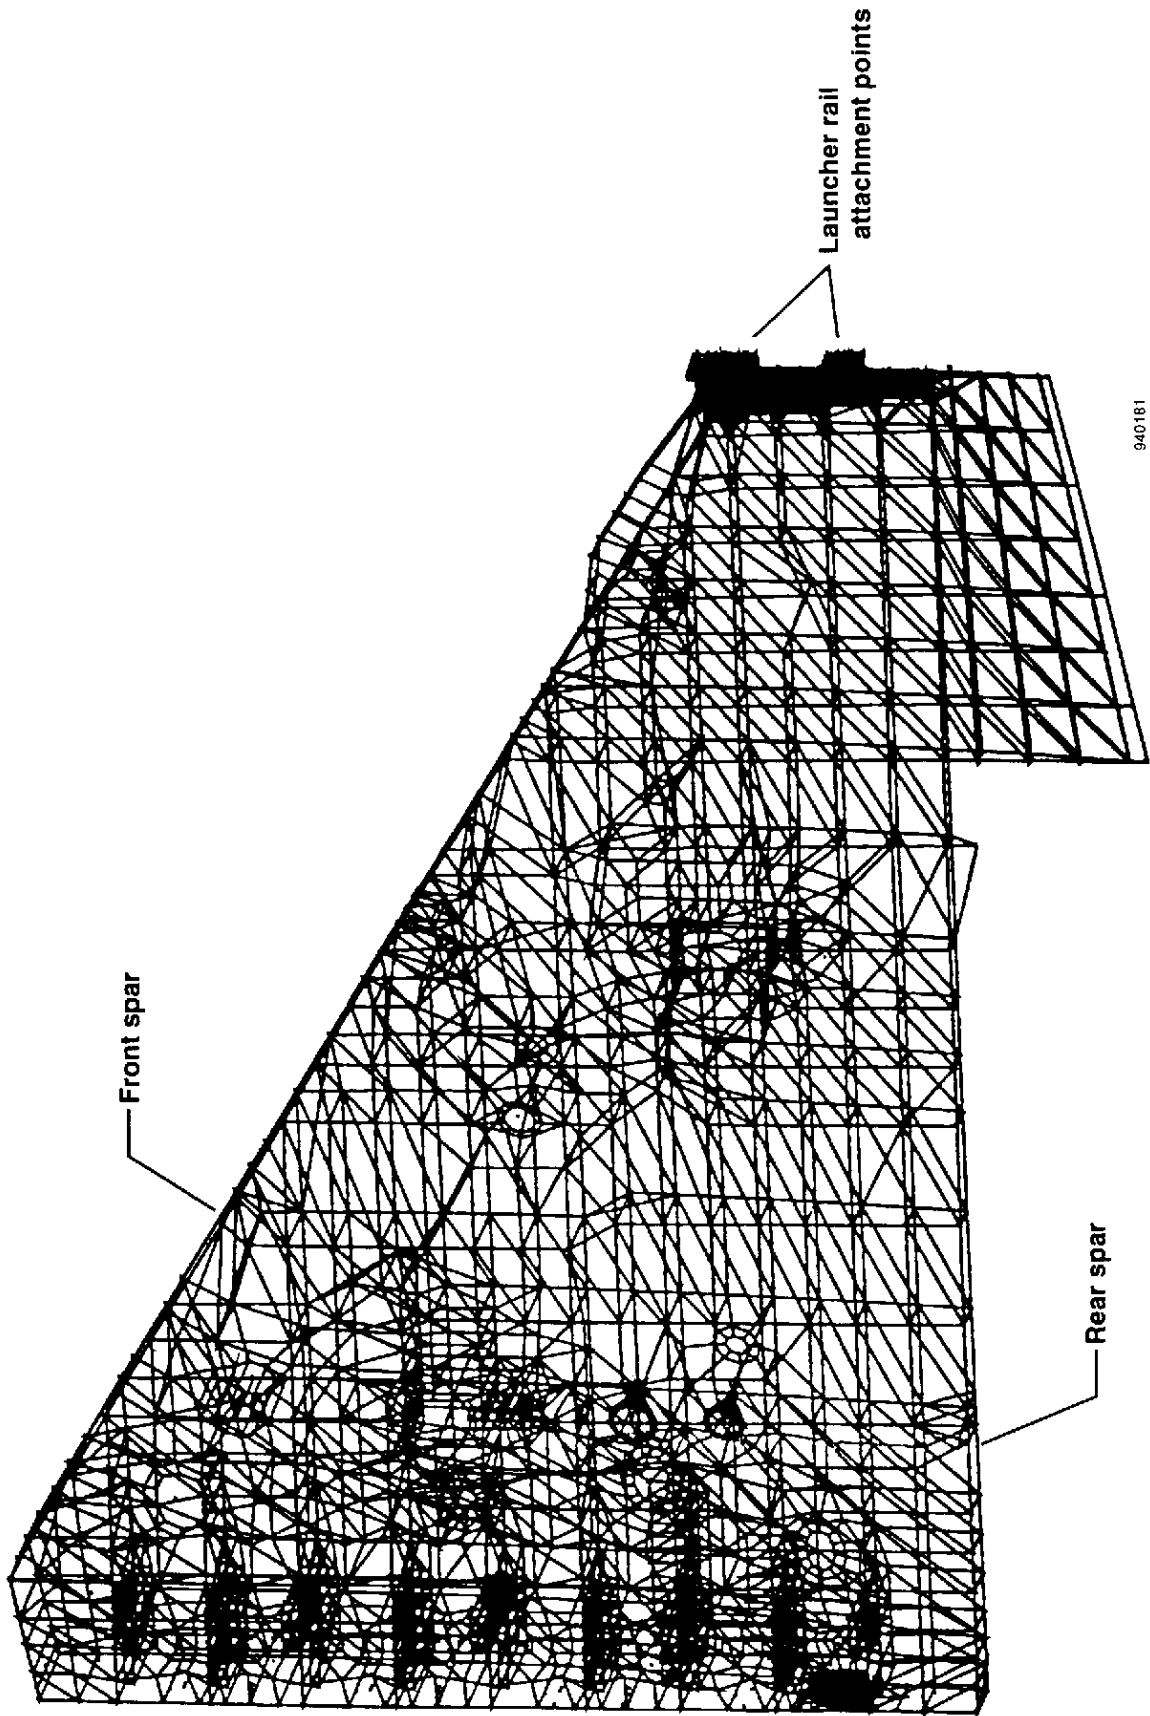 Launcher rail
attachment points
Front spar
Rear spar
940181